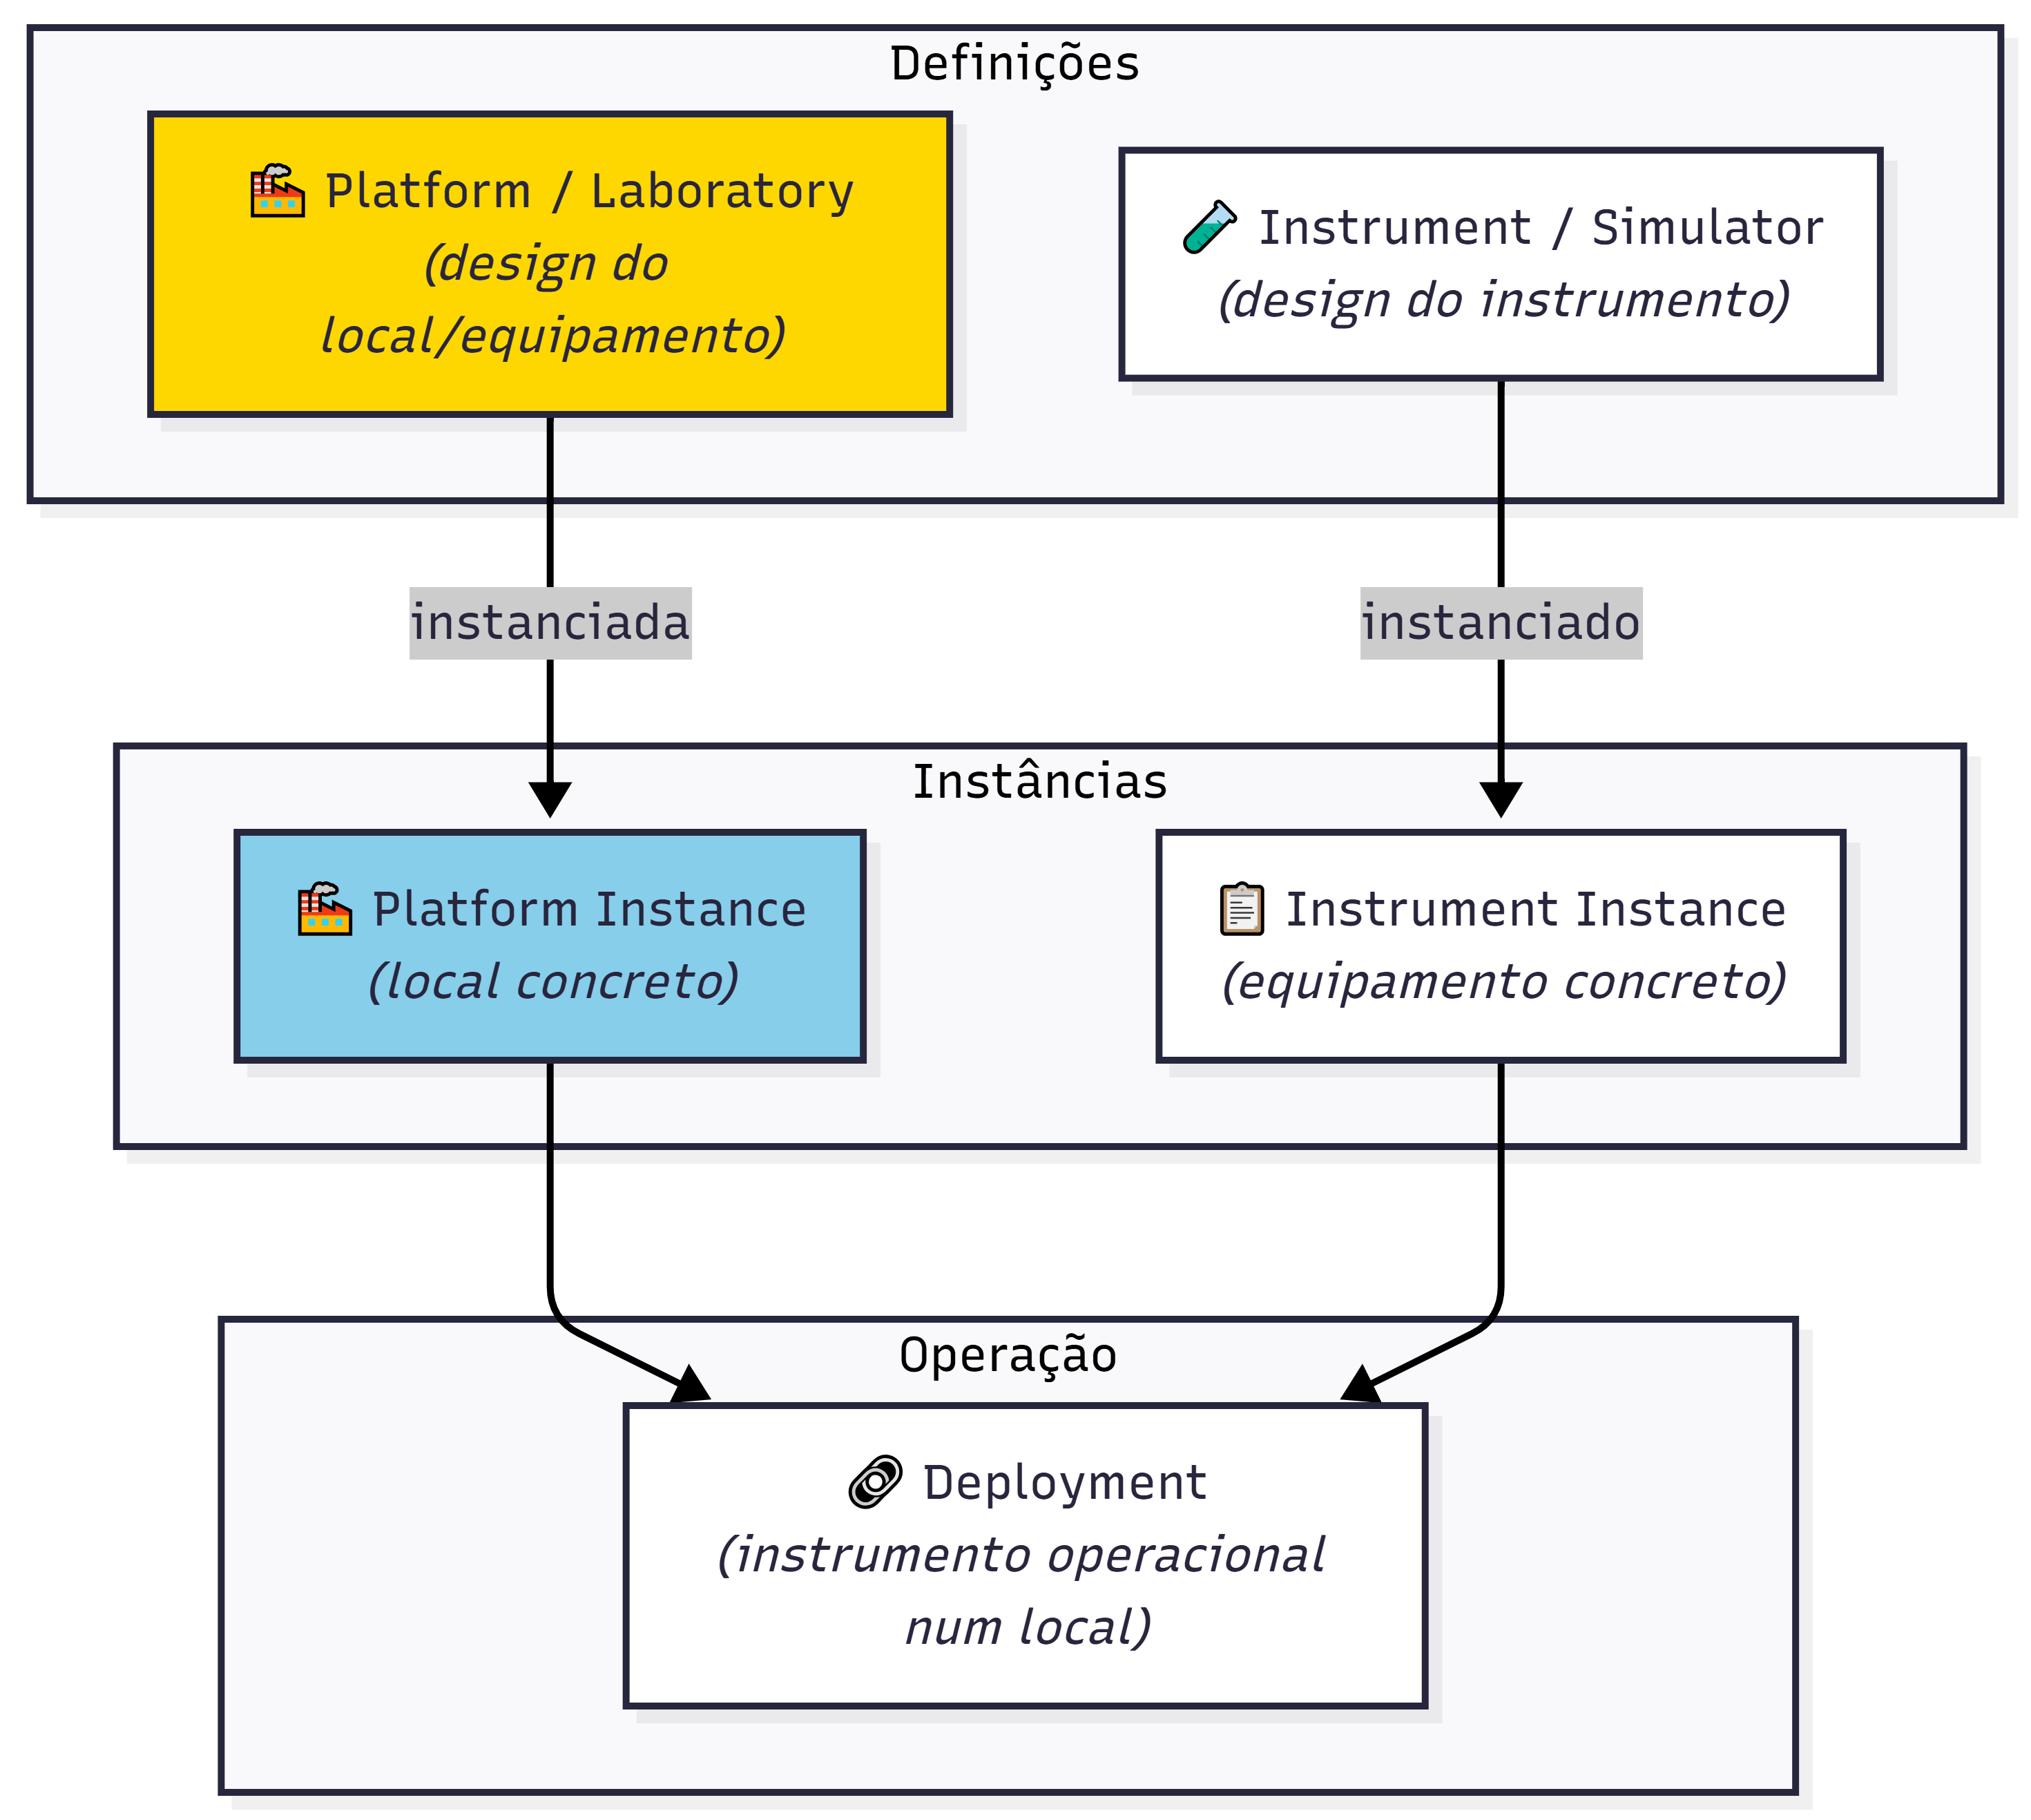 Definições
Platform / Laboratory
(design do
local/equipamento)
Instrument / Simulator
(design do instrumento)
instanciada
instanciado
Instâncias
Platform Instance
(local concreto)
Instrument Instance
(equipamento concreto)
Operação
Deployment
(instrumento operacional
num local)